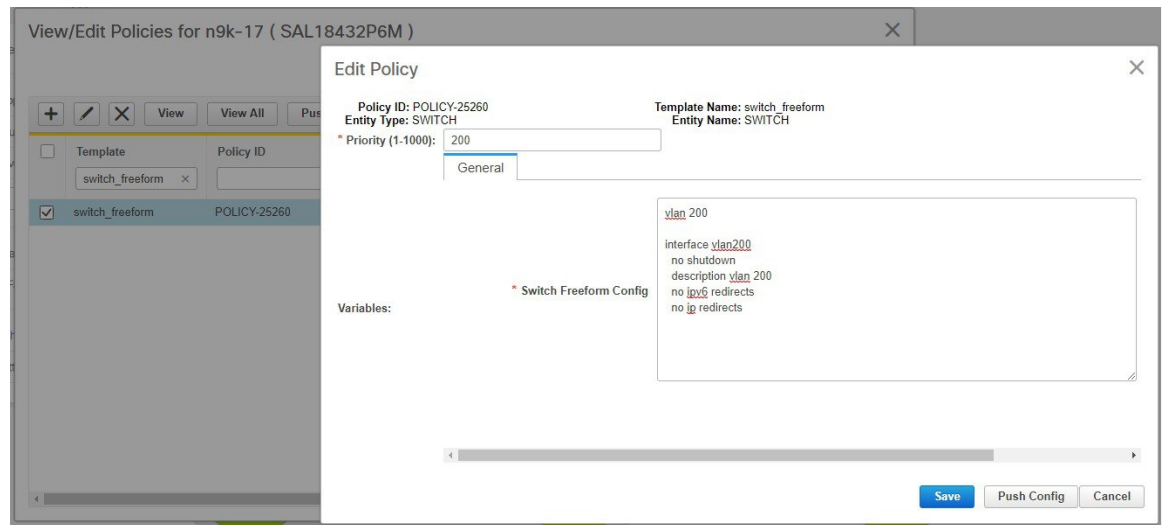 View/Edit Policies for n9k-17 ( SAL18432P6M )
Edit Policy
Policy ID: POLICY-25260
Template Name: switch_freeform
Entity Type: SWITCH
Entity Name: SWITCH
* Priority (1-1000): 200
General
View
View All
Template
Policy ID
switch_freeform
switch_freeform
POLICY-25260
vlan 200
interface vlan200
no shutdown
description vlan 200
no ipv6 redirects
no ip redirects
* Switch Freeform Config
Variables:
Save
Push Config
Cancel